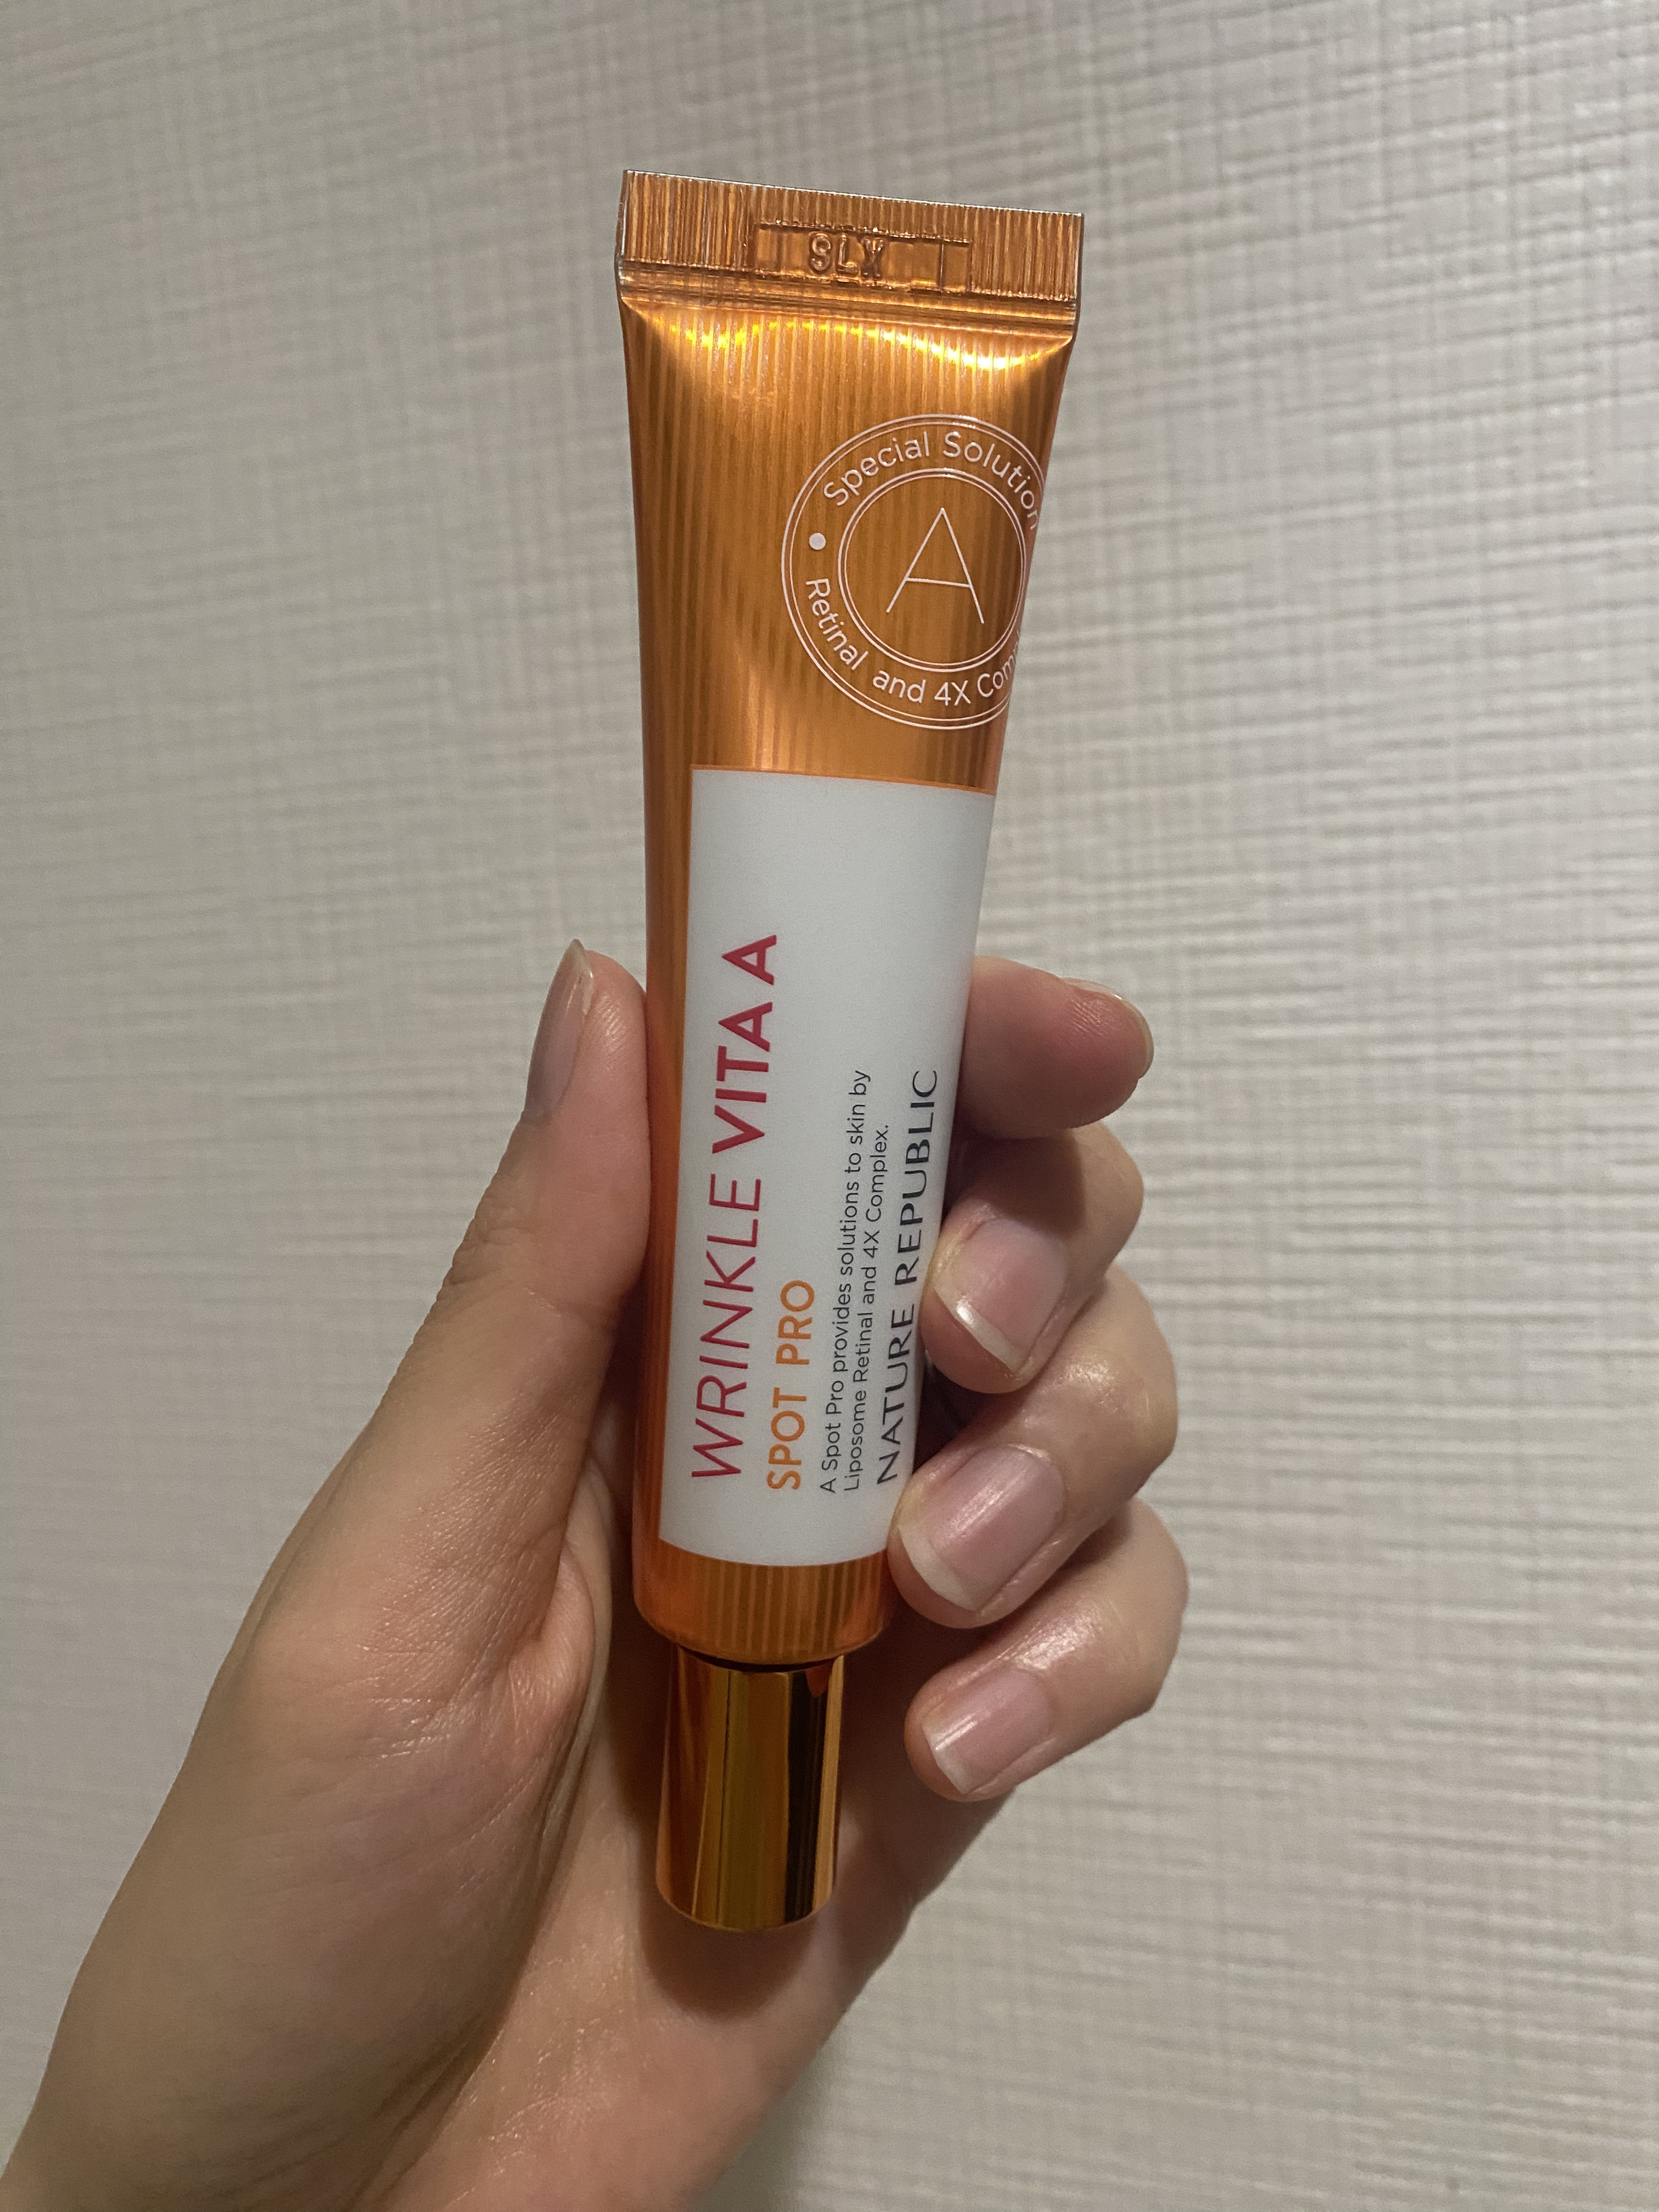 SLX
Special Solution
A
Retinal and 4X
WRINKLE VITA A
SPOT PRO
A Spot Pro provides solutions to skin by
Liposome Retinal and 4X Complex.
NATURE REPUBLIC